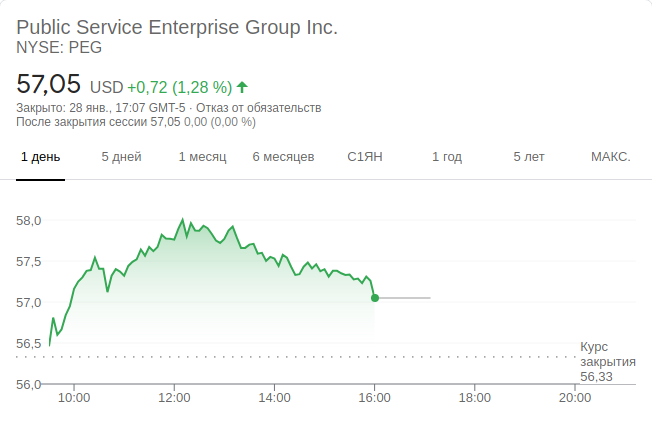 Public Service Enterprise Group Inc.
NYSE: PEG
57,05 USD +0,72 (1,28 %)
Закрыто: 28 янв., 17:07 GMT-5 · Отказ от обязательств
После закрытия сессии 57,05 0,00 (0,00 %)
1 день 5 дней 1 месяц 6 месяцев С1ЯН 1 год 5 лет МАКС.
58,0
57,5
57,0
56,5
Курс
закрытия
56,33
56,0
10:00 12:00 14:00 16:00 18:00 20:00